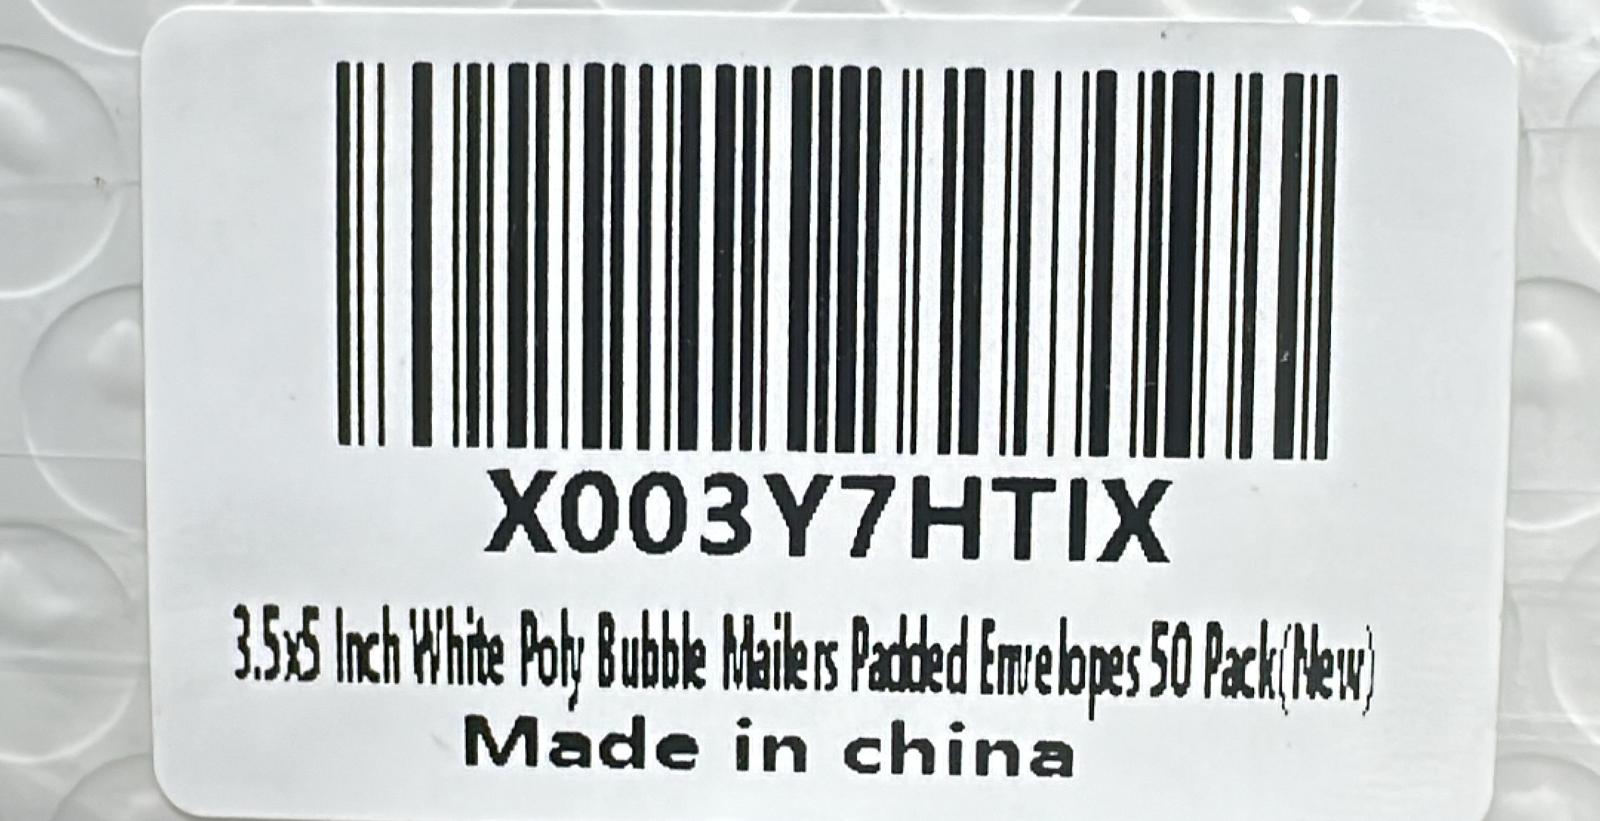 X003Y7HTIX
3.5x5 Inch White Poly Bubble Mailers Padded Envelopes 50 Pack(New)
Made in china